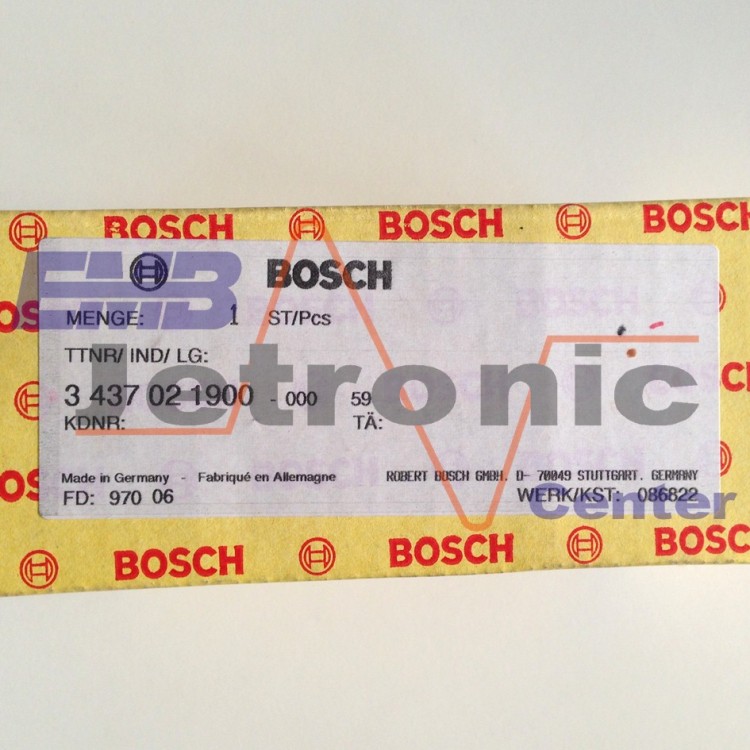 BOSCH BOSCH BOSCH
EMB BOSCH
MENGE: 1 ST/Pcs
TTNR/ IND/ LG:
Jetronic
3 437 02 1900 - 000 59
KDNR: TÄ:
Made in Germany - Fabriqué en Allemagne ROBERT BOSCH GMBH. D- 70049 STUTTGART. GERMANY
FD: 970 06 WERK/KST: 086822
Center
BOSCH BOSCH BOSC